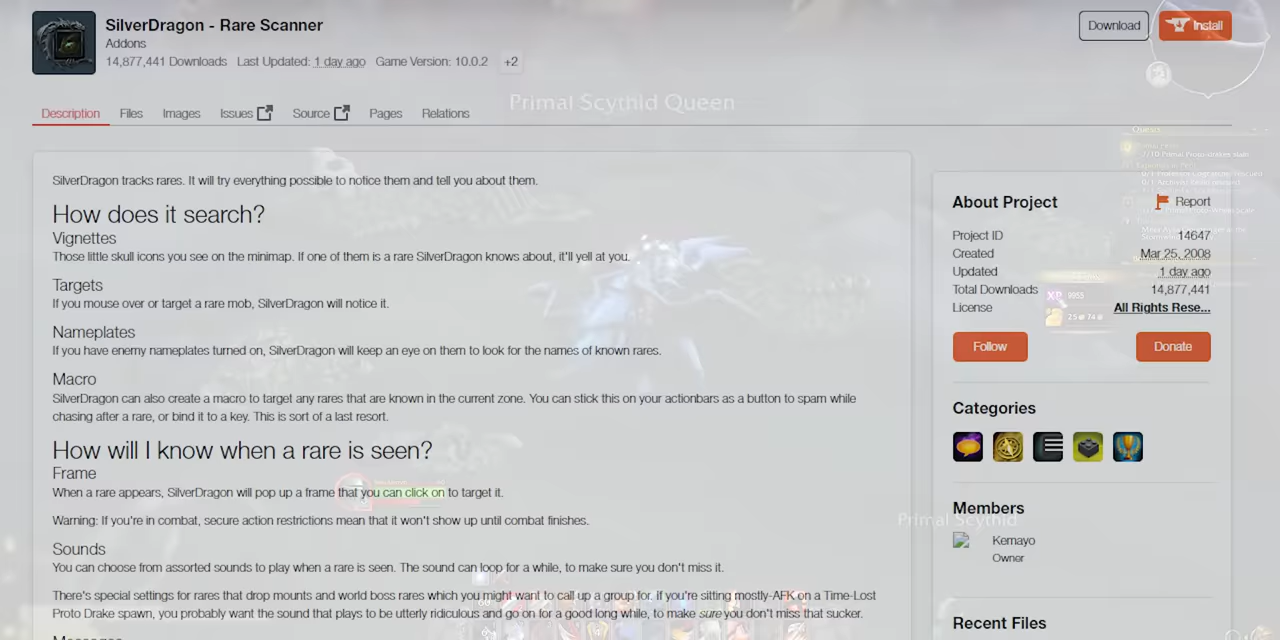 SilverDragon - Rare Scanner
Addons
14,877,441 Downloads Last Updated: 1 day ago Game Version: 10.0.2 +2
Download
Install
Primal Scythid Queen
Description Files Images Issues Source Pages Relations
SilverDragon tracks rares. It will try everything possible to notice them and tell you about them.
How does it search?
Vignettes
Those little skull icons you see on the minimap. If one of them is a rare SilverDragon knows about, it'll yell at you.
Targets
If you mouse over or target a rare mob, SilverDragon will notice it.
Nameplates
If you have enemy nameplates turned on, SilverDragon will keep an eye on them to look for the names of known rares.
Macro
SilverDragon can also create a macro to target any rares that are known in the current zone. You can stick this on your actionbars as a button to spam while
chasing after a rare, or bind it to a key. This is sort of a last resort.
How will I know when a rare is seen?
Frame
When a rare appears, SilverDragon will pop up a frame that you can click on to target it.
Warning: If you're in combat, secure action restrictions mean that it won't show up until combat finishes.
Sounds
You can choose from assorted sounds to play when a rare is seen. The sound can loop for a while, to make sure you don't miss it.
There's special settings for rares that drop mounts and world boss rares which you might want to call up a group for. If you're sitting mostly-AFK on a Time-Lost
Proto Drake spawn, you probably want the sound that plays to be utterly ridiculous and go on for a good long while, to make sure you don't miss that sucker.
About Project
Report
Project ID 14647
Created Mar 25, 2008
Updated 1 day ago
Total Downloads 14,877,441
License All Rights Rese...
XP 9955
Follow
Donate
Categories
Members
Primal Scythid
Kemayo
Owner
Recent Files